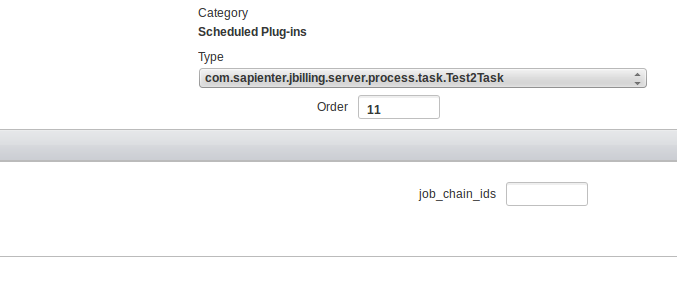 Category
Scheduled Plug-ins
Type
com.sapienter.jbilling.server.process.task.Test2Task
Order 11
job_chain_ids